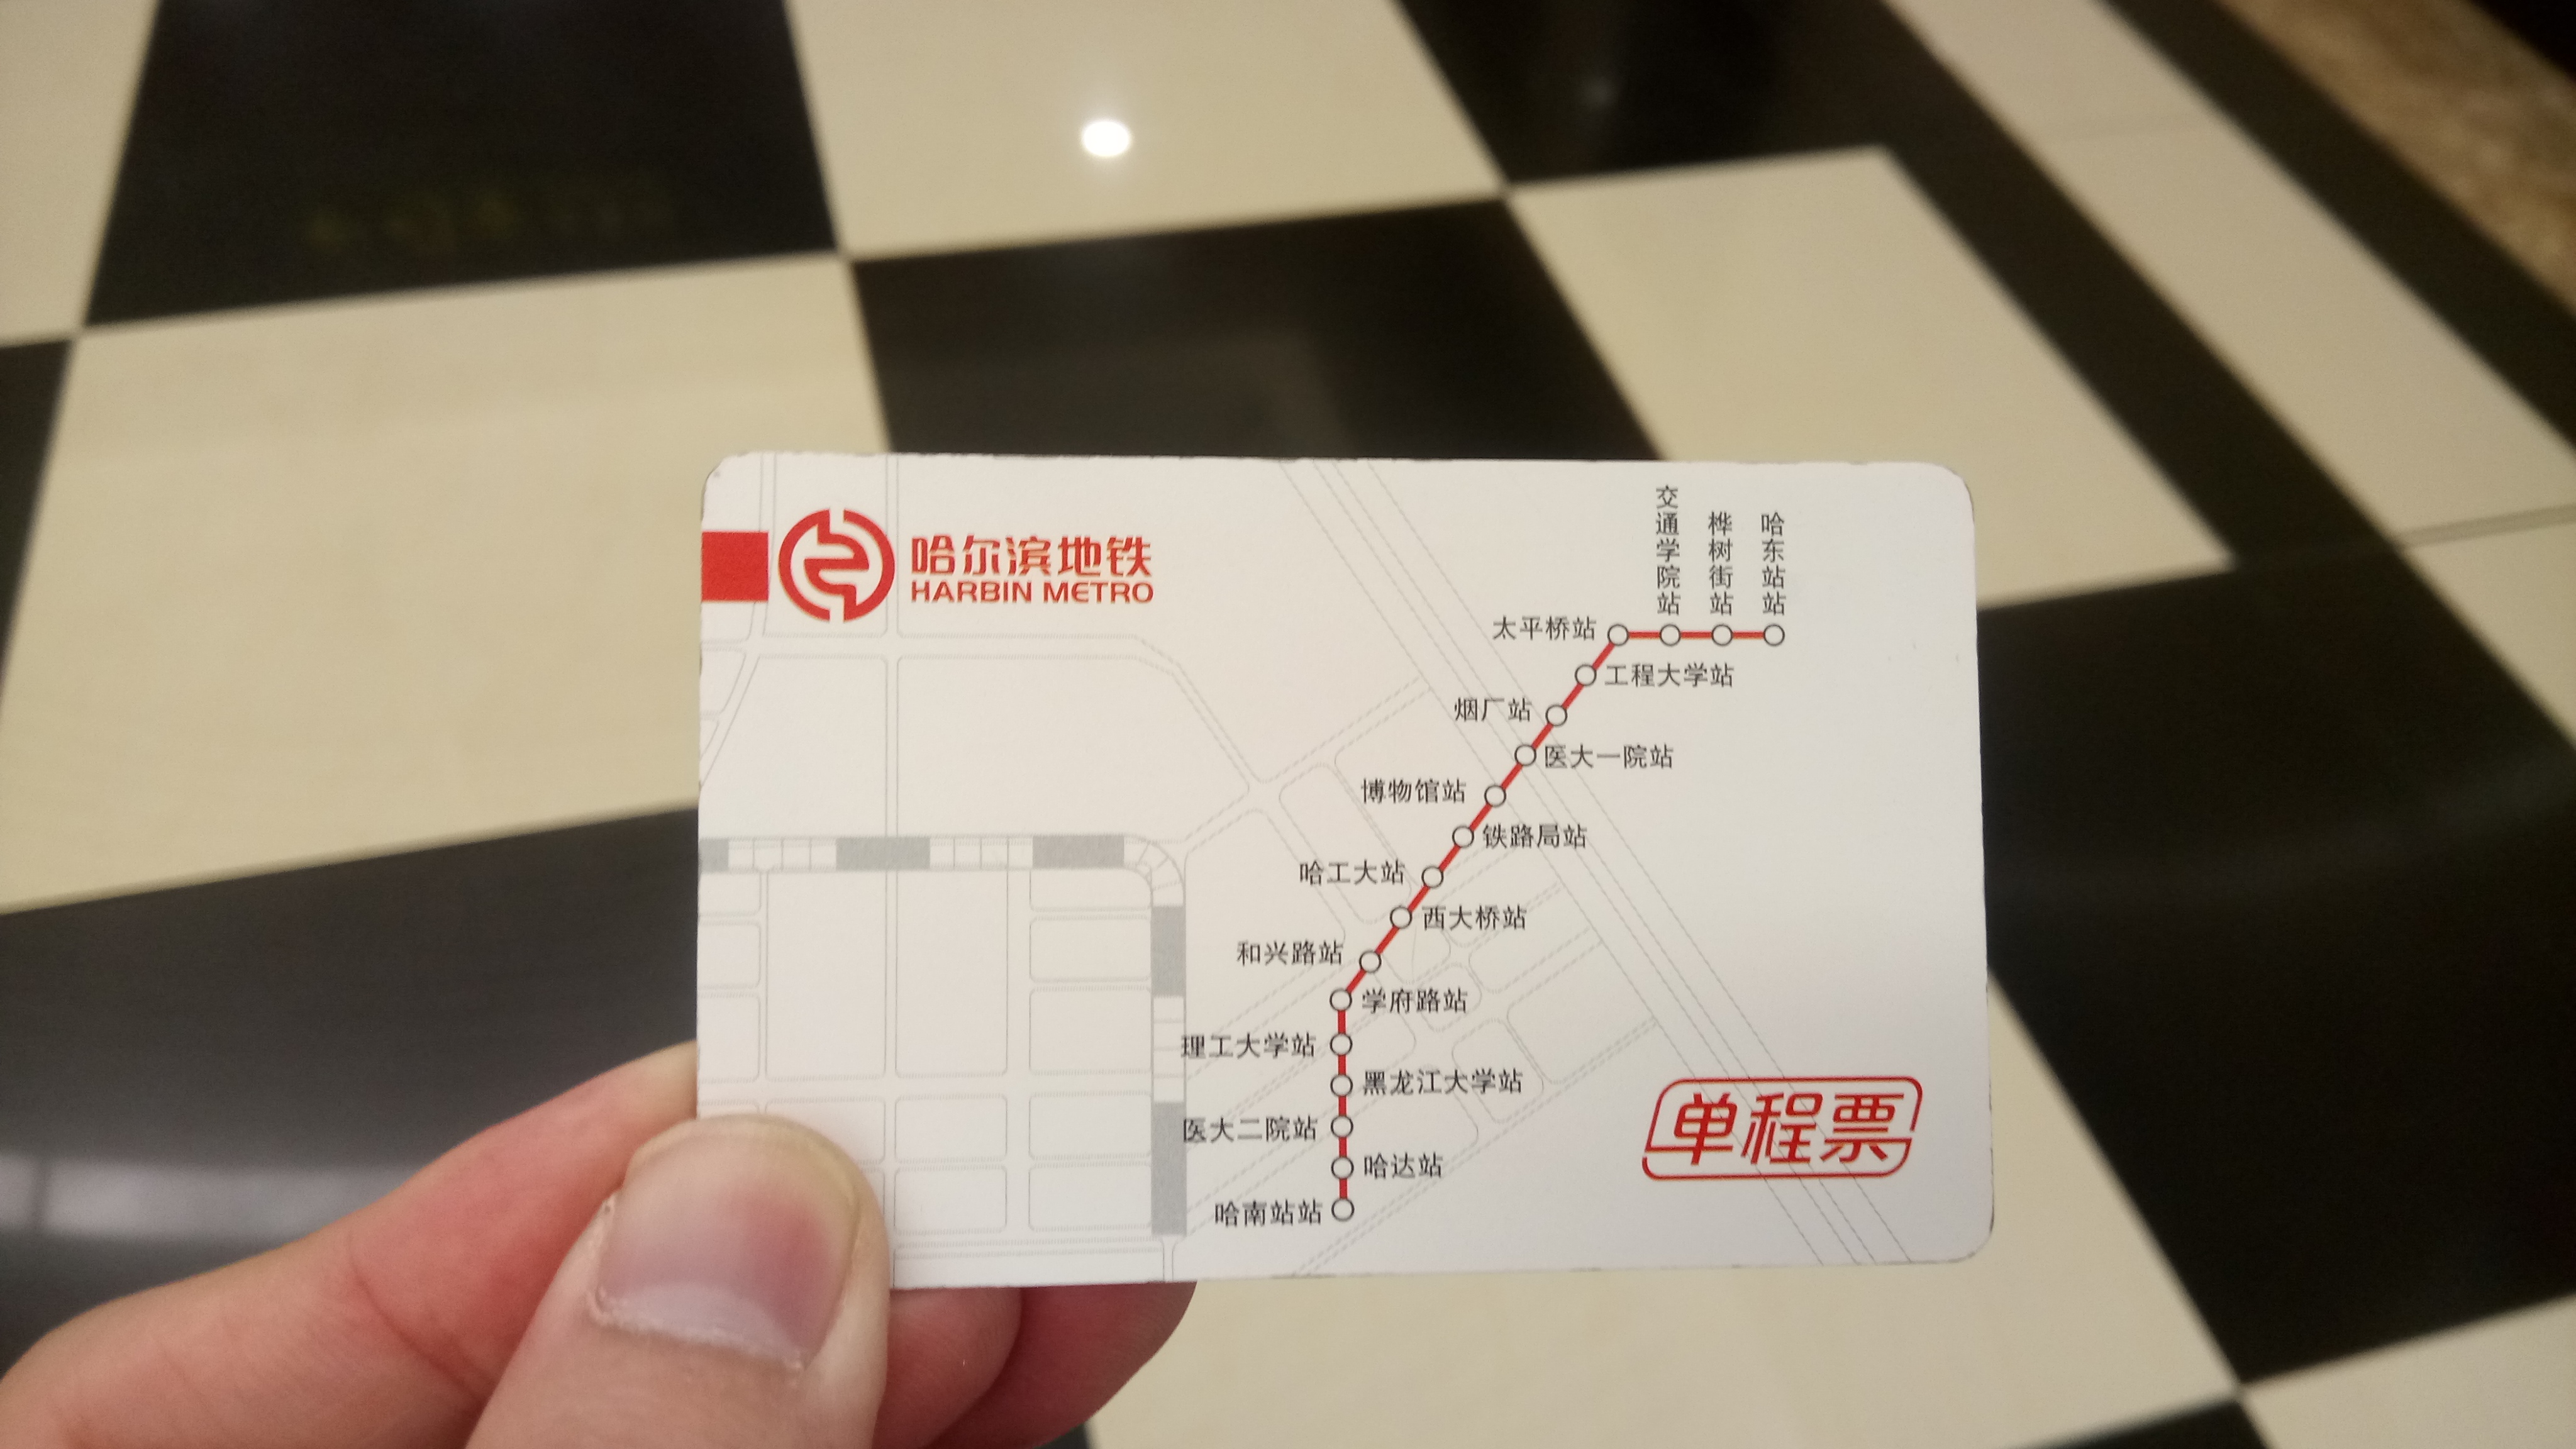 哈尔滨地铁
HARBIN METRO
交通学院站
桦树街站
哈东站站
太平桥站
工程大学站
烟厂站
医大一院站
博物馆站
铁路局站
哈工大站
西大桥站
和兴路站
学府路站
理工大学站
黑龙江大学站
医大二院站
哈达站
哈南站站
单程票